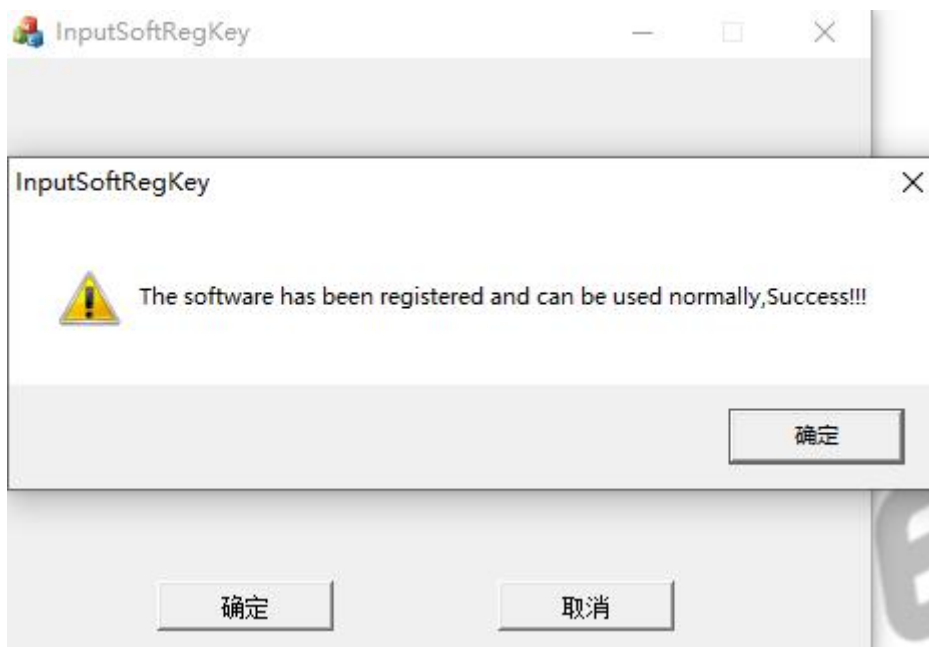 InputSoftRegKey
InputSoftRegKey
The software has been registered and can be used normally,Success!!!
确定
确定
取消